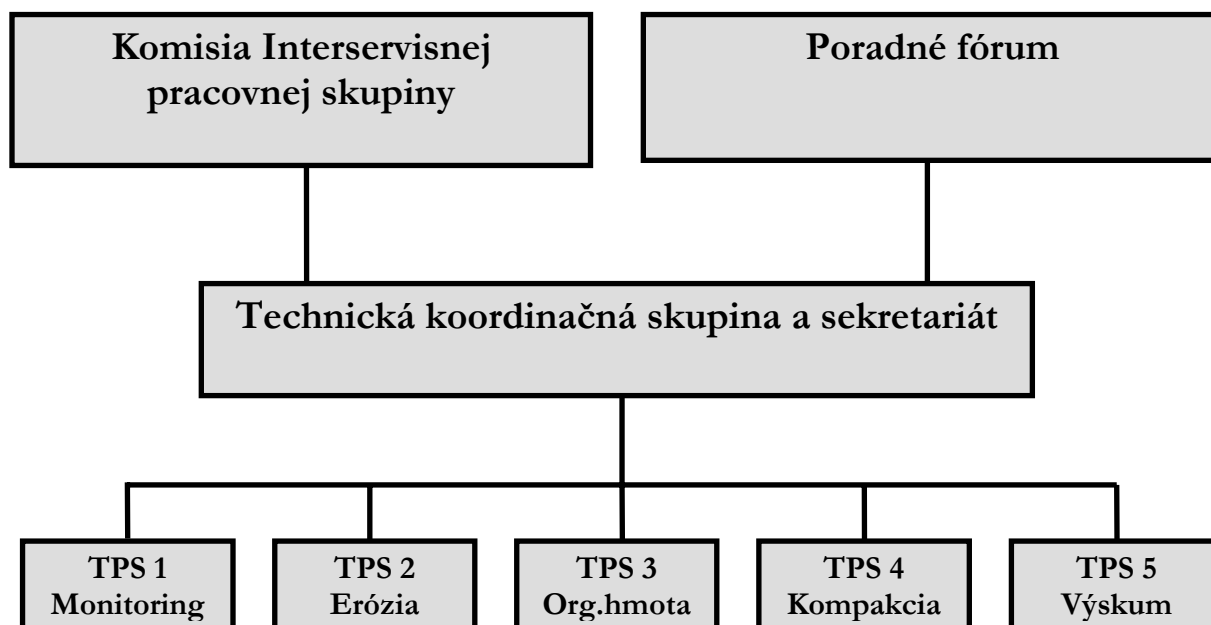 Komisia Interservisnej
pracovnej skupiny
Poradné fórum
Technická koordinačná skupina a sekretariát
TPS 1
Monitoring
TPS 2
Erózia
TPS 3
Org.hmota
TPS 4
Kompakcia
TPS 5
Výskum